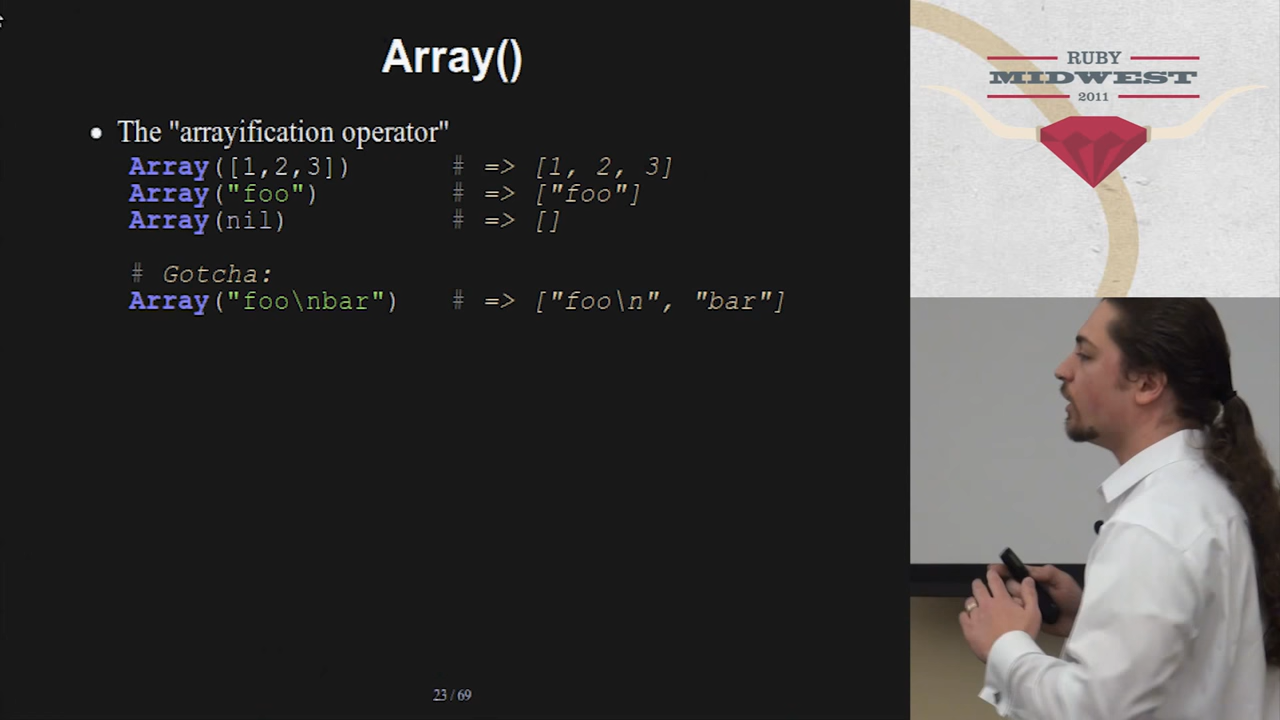 Array()
• The "arrayification operator"
Array([1,2,3]) # => [1, 2, 3]
Array("foo") # => ["foo"]
Array(nil) # => []
# Gotcha:
Array("foo\nbar") # => ["foo\n", "bar"]
23 / 69
RUBY
MIDWEST
2011